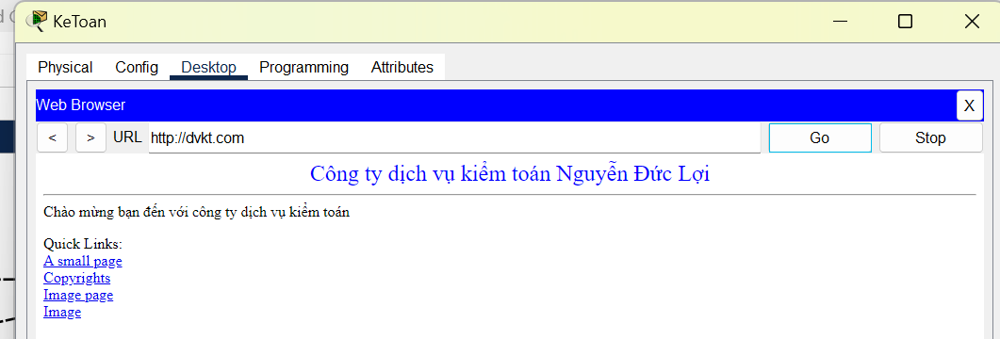 KeToan
Physical Config Desktop Programming Attributes
Web Browser X
< > URL http://dvkt.com Go Stop
Công ty dịch vụ kiểm toán Nguyễn Đức Lợi
Chào mừng bạn đến với công ty dịch vụ kiểm toán
Quick Links:
A small page
Copyrights
Image page
Image